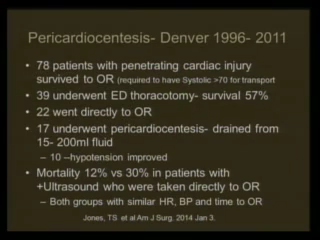 Pericardiocentesis- Denver 1996- 2011
• 78 patients with penetrating cardiac injury
survived to OR (required to have Systolic >70 for transport
• 39 underwent ED thoracotomy- survival 57%
• 22 went directly to OR
• 17 underwent pericardiocentesis- drained from
15- 200ml fluid
– 10 –hypotension improved
• Mortality 12% vs 30% in patients with
+Ultrasound who were taken directly to OR
– Both groups with similar HR, BP and time to OR
Jones, TS et al Am J Surg. 2014 Jan 3.